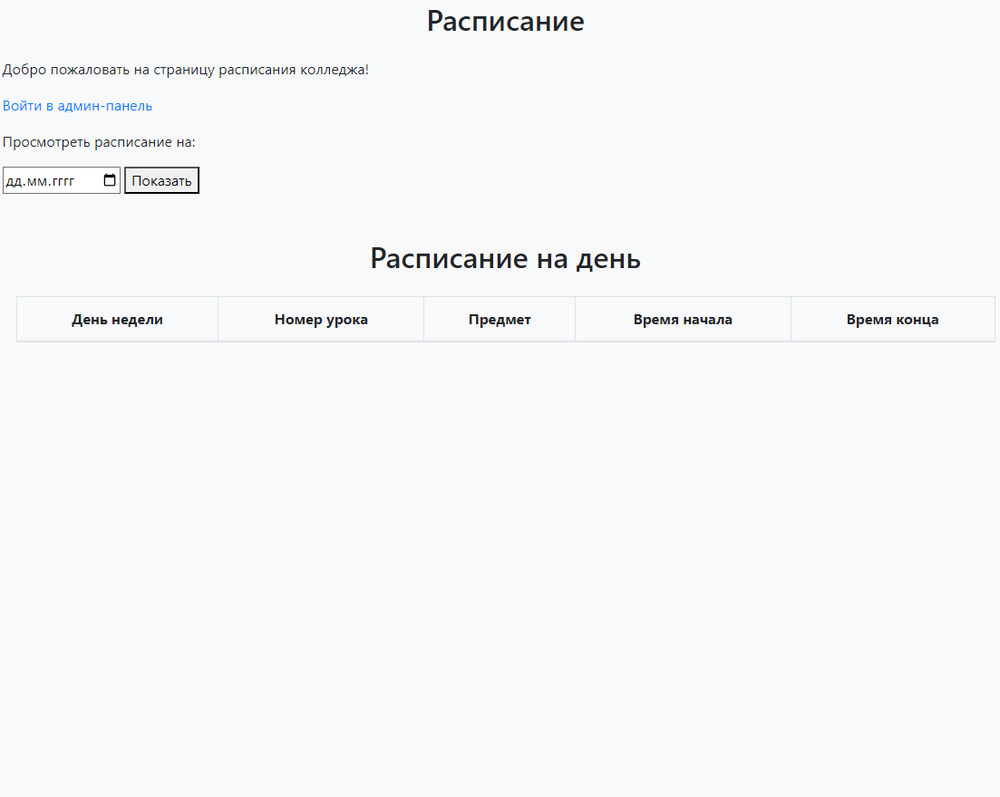 Расписание
Добро пожаловать на страницу расписания колледжа!
Войти в админ-панель
Просмотреть расписание на:
дд.мм.гггг Показать
Расписание на день
День недели Номер урока Предмет Время начала Время конца